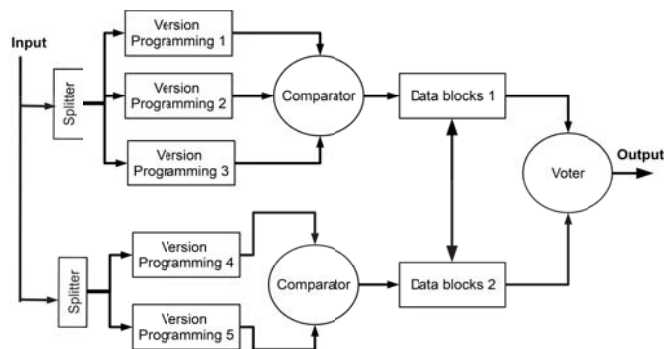 Input
Splitter
Version
Programming 1
Version
Programming 2
Version
Programming 3
Comparator
Data blocks 1
Output
Voter
Splitter
Version
Programming 4
Version
Programming 5
Comparator
Data blocks 2